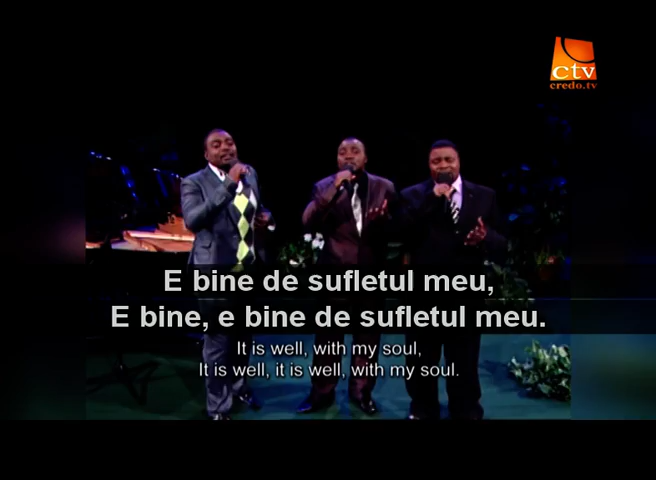 ctv
credo.tv
E bine de sufletul meu,
E bine, e bine de sufletul meu.
It is well, with my soul,
It is well, it is well, with my soul.